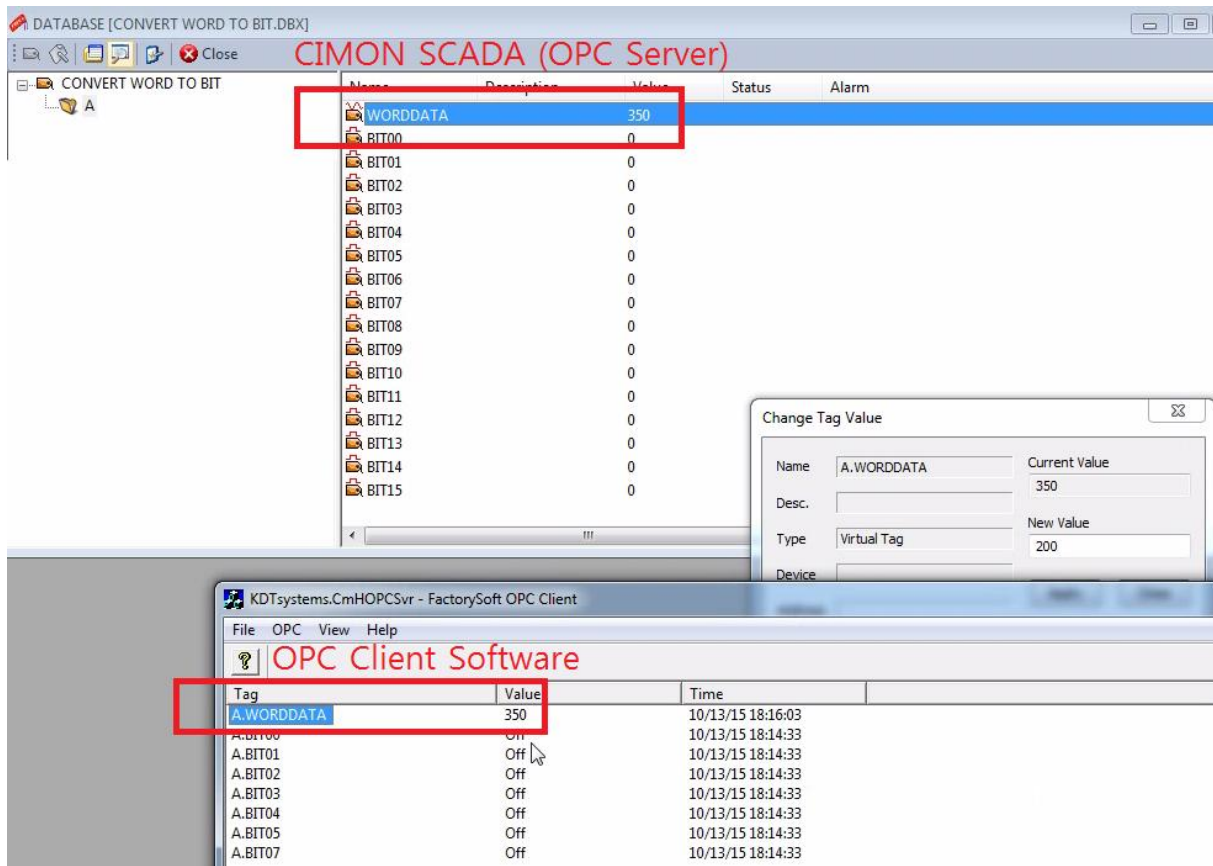 DATABASE [CONVERT WORD TO BIT.DBX]
Close
CIMON SCADA (OPC Server)
CONVERT WORD TO BIT
A
Name Description Value Status Alarm
WORDDATA 350
BIT00 0
BIT01 0
BIT02 0
BIT03 0
BIT04 0
BIT05 0
BIT06 0
BIT07 0
BIT08 0
BIT09 0
BIT10 0
BIT11 0
BIT12 0
BIT13 0
BIT14 0
BIT15 0
Change Tag Value
Name A.WORDDATA Current Value
350
Desc.
New Value
Type Virtual Tag 200
Device
KDTsystems.CmHOPCSvr - FactorySoft OPC Client
File OPC View Help
OPC Client Software
Tag Value Time
A.WORDDATA 350 10/13/15 18:16:03
A.BIT00 Off 10/13/15 18:14:33
A.BIT01 Off 10/13/15 18:14:33
A.BIT02 Off 10/13/15 18:14:33
A.BIT03 Off 10/13/15 18:14:33
A.BIT04 Off 10/13/15 18:14:33
A.BIT05 Off 10/13/15 18:14:33
A.BIT07 Off 10/13/15 18:14:33